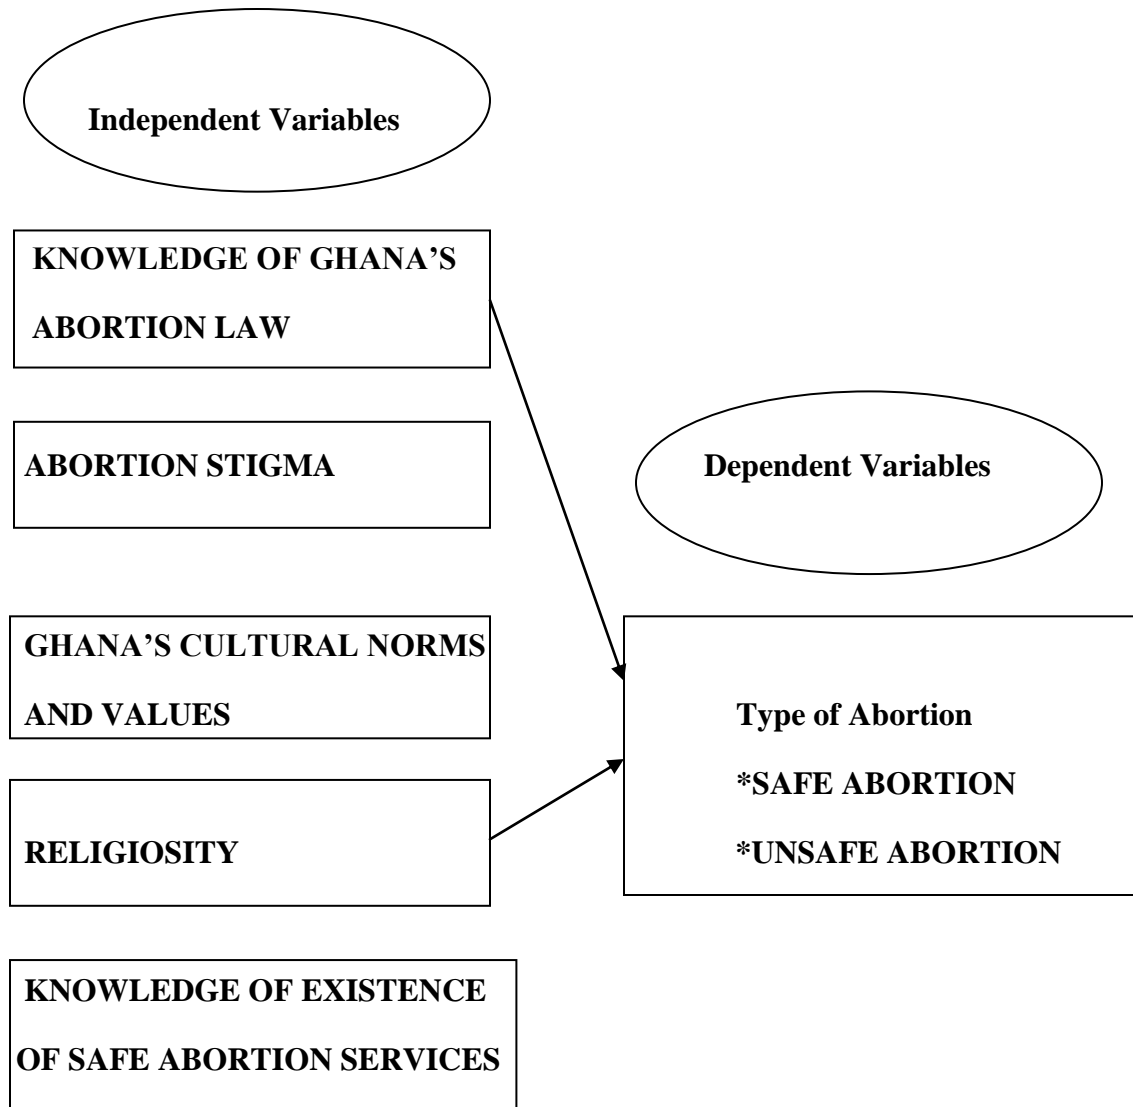 Independent Variables
KNOWLEDGE OF GHANA’S
ABORTION LAW
ABORTION STIGMA
GHANA’S CULTURAL NORMS
AND VALUES
RELIGIOSITY
KNOWLEDGE OF EXISTENCE
OF SAFE ABORTION SERVICES
Dependent Variables
Type of Abortion
*SAFE ABORTION
*UNSAFE ABORTION